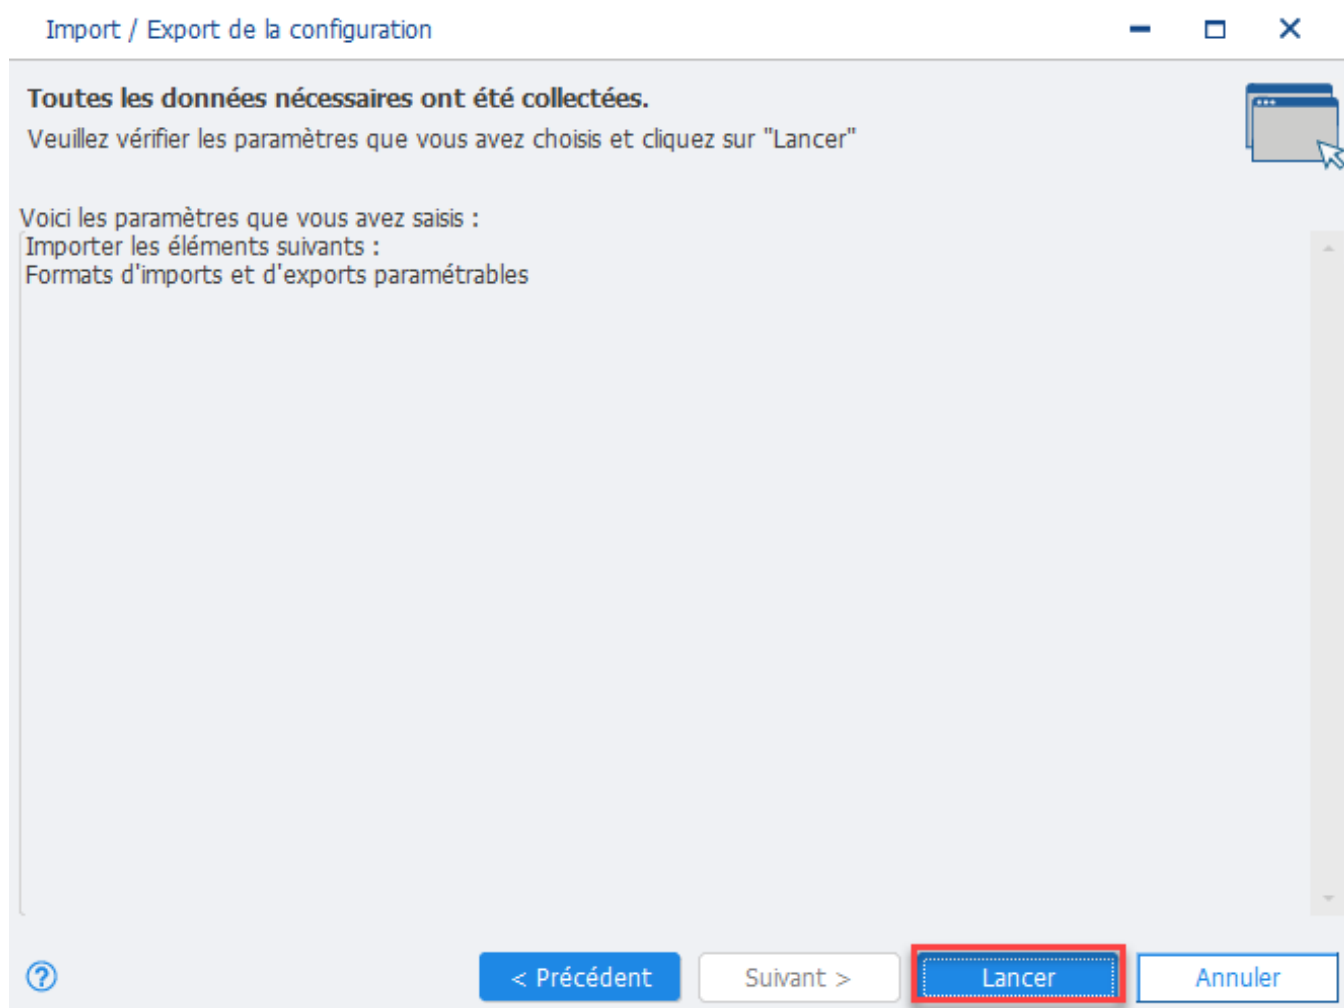 Import / Export de la configuration
Toutes les données nécessaires ont été collectées.
Veuillez vérifier les paramètres que vous avez choisis et cliquez sur "Lancer"
Voici les paramètres que vous avez saisis :
Importer les éléments suivants :
Formats d'imports et d'exports paramétrables
? < Précédent Suivant > Lancer Annuler